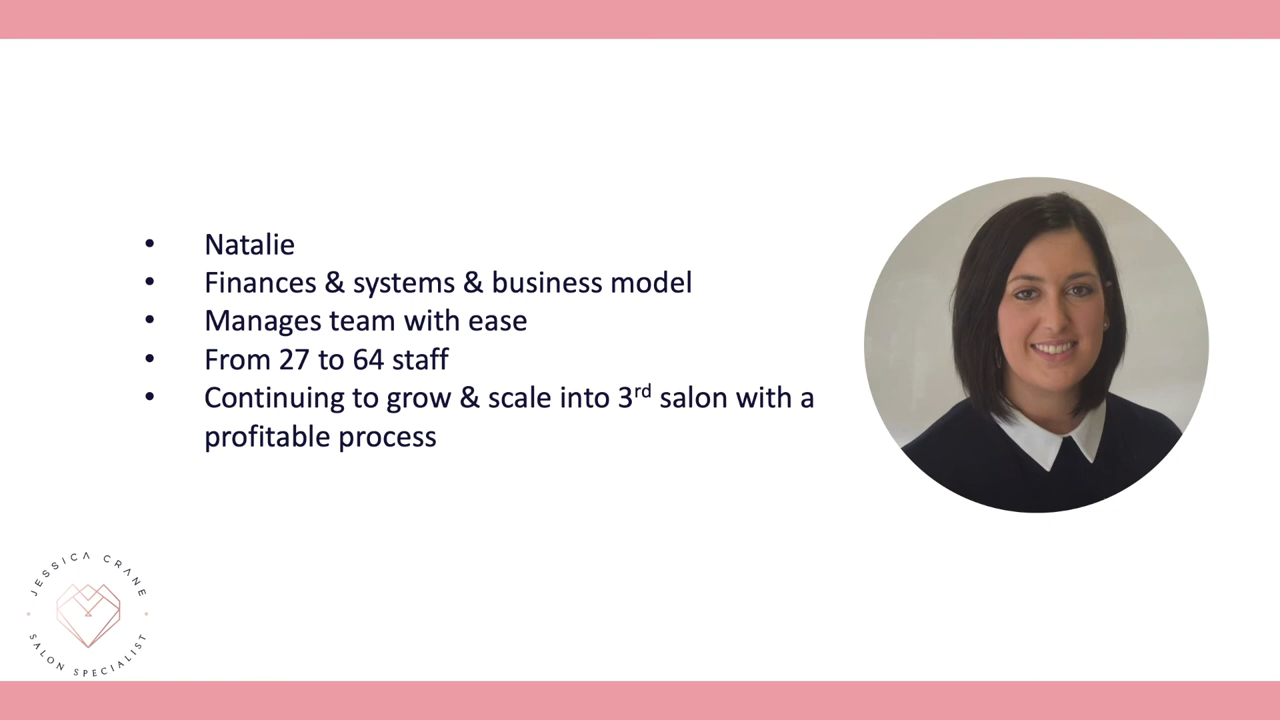 • Natalie
• Finances & systems & business model
• Manages team with ease
• From 27 to 64 staff
• Continuing to grow & scale into 3rd salon with a
profitable process
JESSICA CRANE
SALON SPECIALIST